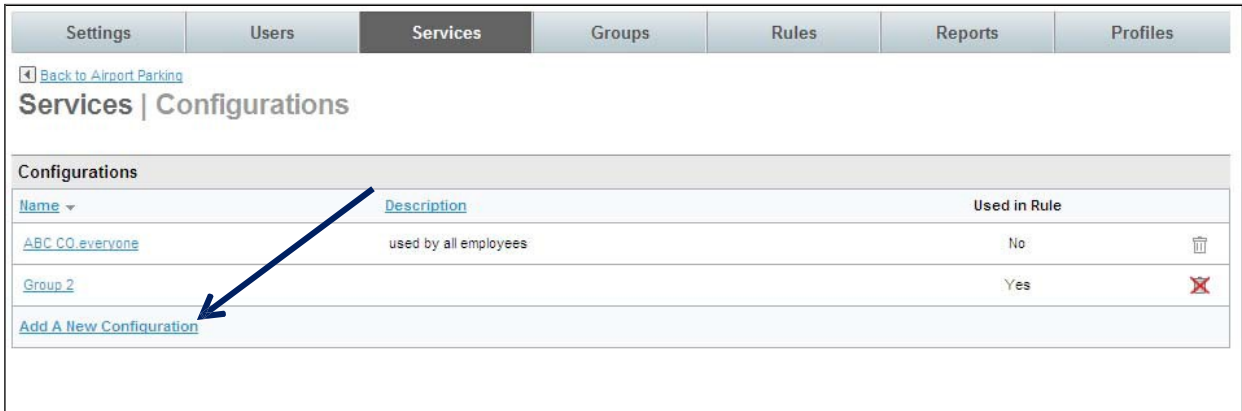 Settings Users Services Groups Rules Reports Profiles
Back to Airport Parking
Services | Configurations
Configurations
Name Description Used in Rule
ABC CO.everyone used by all employees No
Group 2 Yes
Add A New Configuration